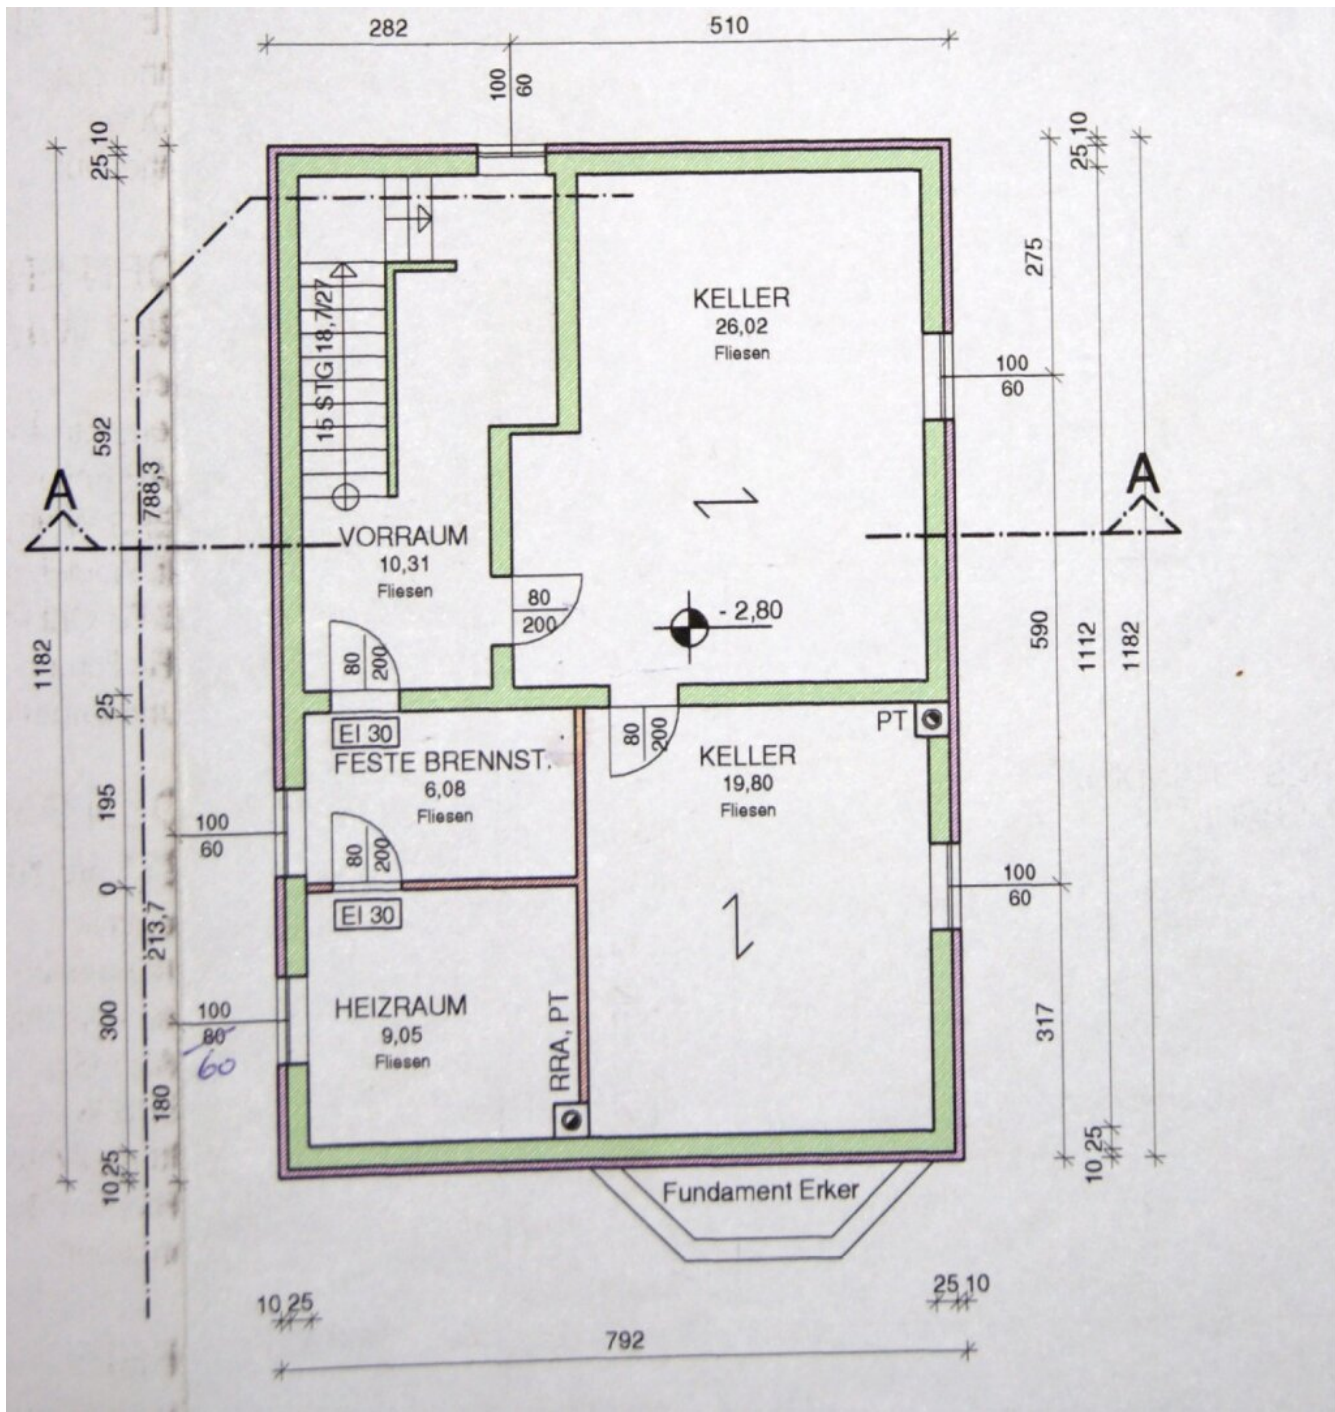 282
510
100
60
25 10
25 10
275
592
788,3
1182
A
A
KELLER
26,02
Fliesen
100
60
15 STG 18,7/27
VORRAUM
10,31
Fliesen
80
200
- 2,80
590
1112
1182
80
200
25
EI 30
FESTE BRENNST.
6,08
Fliesen
80
200
PT
KELLER
19,80
Fliesen
195
100
60
80
200
EI 30
0
213,7
100
60
300
100
80
60
HEIZRAUM
9,05
Fliesen
RRA, PT
317
180
10 25
10 25
Fundament Erker
10 25
25 10
792